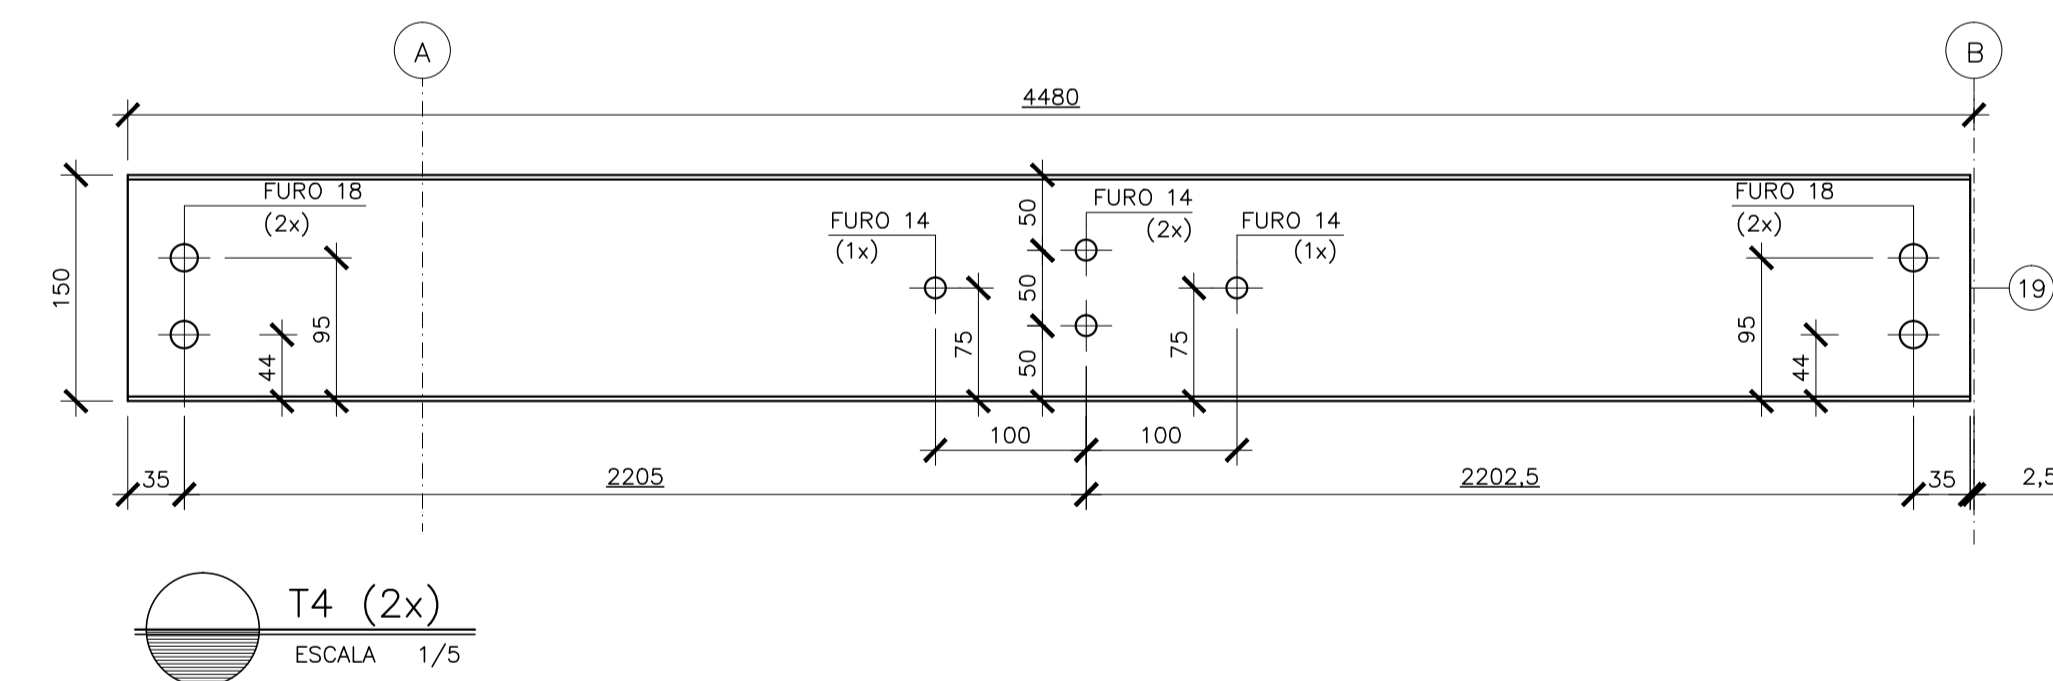 A
B
4480
FURO 18
(2x)
FURO 14
(1x)
FURO 14
(2x)
FURO 14
(1x)
FURO 18
(2x)
150
44
95
75
50
50
50
75
95
44
19
100
100
35
2205
2202,5
35
2,5
T4 (2x)
ESCALA 1/5